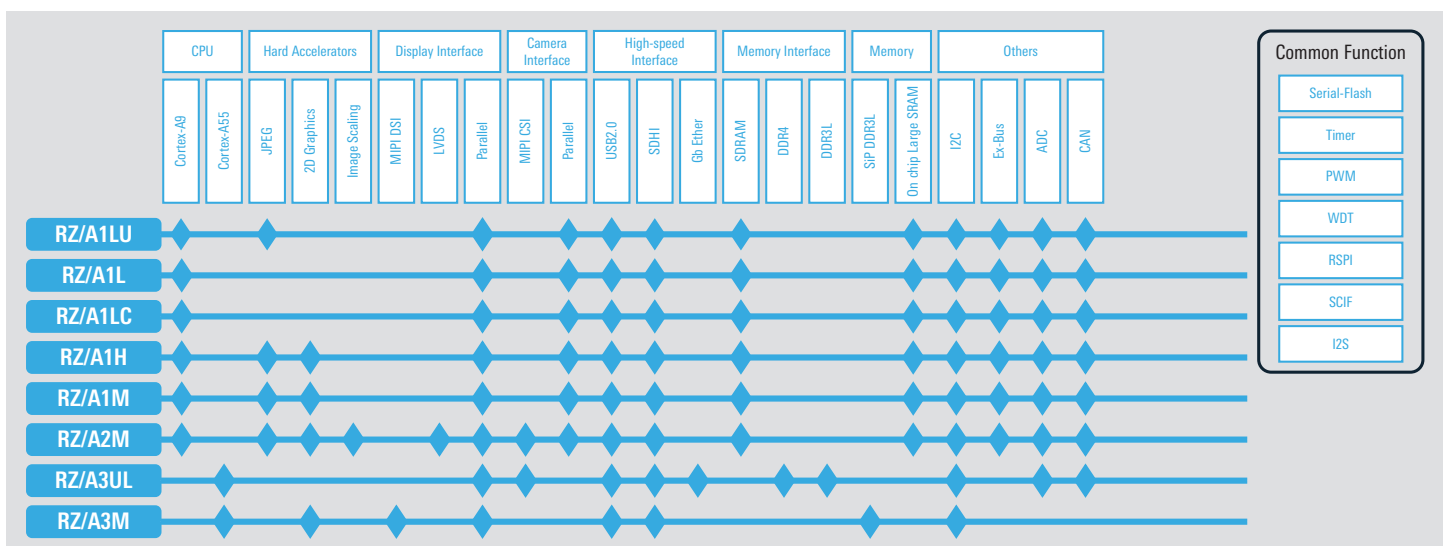 CPU
Hard Accelerators
Display Interface
Camera
Interface
High-speed
Interface
Memory Interface
Memory
Others
Cortex-A9
Cortex-A55
JPEG
2D Graphics
Image Scaling
MIPI DSI
LVDS
Parallel
MIPI CSI
Parallel
USB2.0
SDHI
Gb Ether
SDRAM
DDR4
DDR3L
SiP DDR3L
On chip Large SRAM
I2C
Ex-Bus
ADC
CAN
RZ/A1LU
RZ/A1L
RZ/A1LC
RZ/A1H
RZ/A1M
RZ/A2M
RZ/A3UL
RZ/A3M
Common Function
Serial-Flash
Timer
PWM
WDT
RSPI
SCIF
I2S